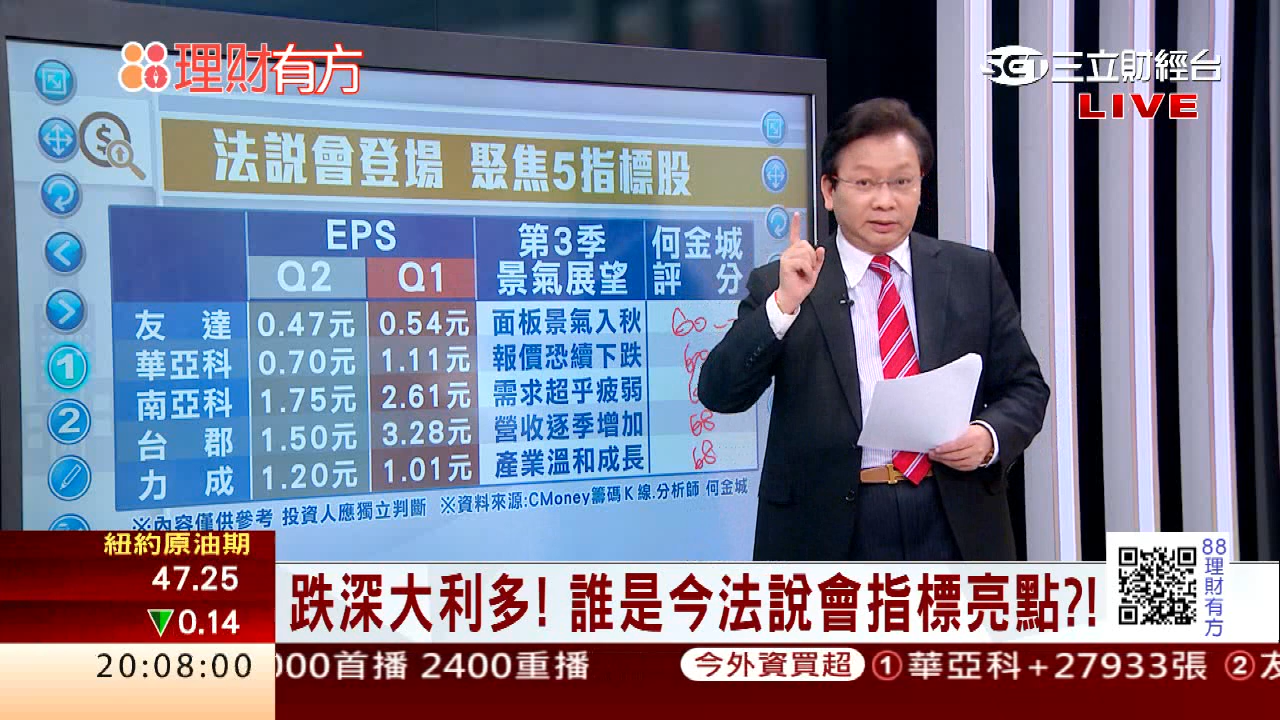 理財有方
SET三立財經台
LIVE
法說會登場 聚焦5指標股
EPS 第3季 何金城
Q2 Q1 景氣展望 評分
友達 0.47元 0.54元 面板景氣入秋 60
華亞科 0.70元 1.11元 報價恐續下跌
南亞科 1.75元 2.61元 需求超乎疲弱
台郡 1.50元 3.28元 營收逐季增加 68
力成 1.20元 1.01元 產業溫和成長 68
※內容僅供參考 投資人應獨立判斷 ※資料來源:CMoney籌碼K線.分析師 何金城
1
2
紐約原油期
47.25
▼0.14
跌深大利多! 誰是今法說會指標亮點?!
88理財有方
20:08:00
000首播 2400重播 今外資買超 ①華亞科+27933張 ②友